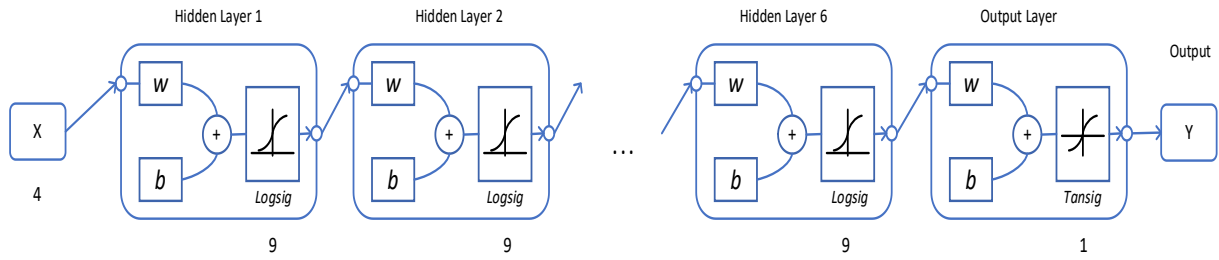 Hidden Layer 1
Hidden Layer 2
Hidden Layer 6
Output Layer
Output
X
w
+
b
Logsig
w
+
b
Logsig
...
w
+
b
Logsig
w
+
b
Tansig
Y
4
9
9
9
1